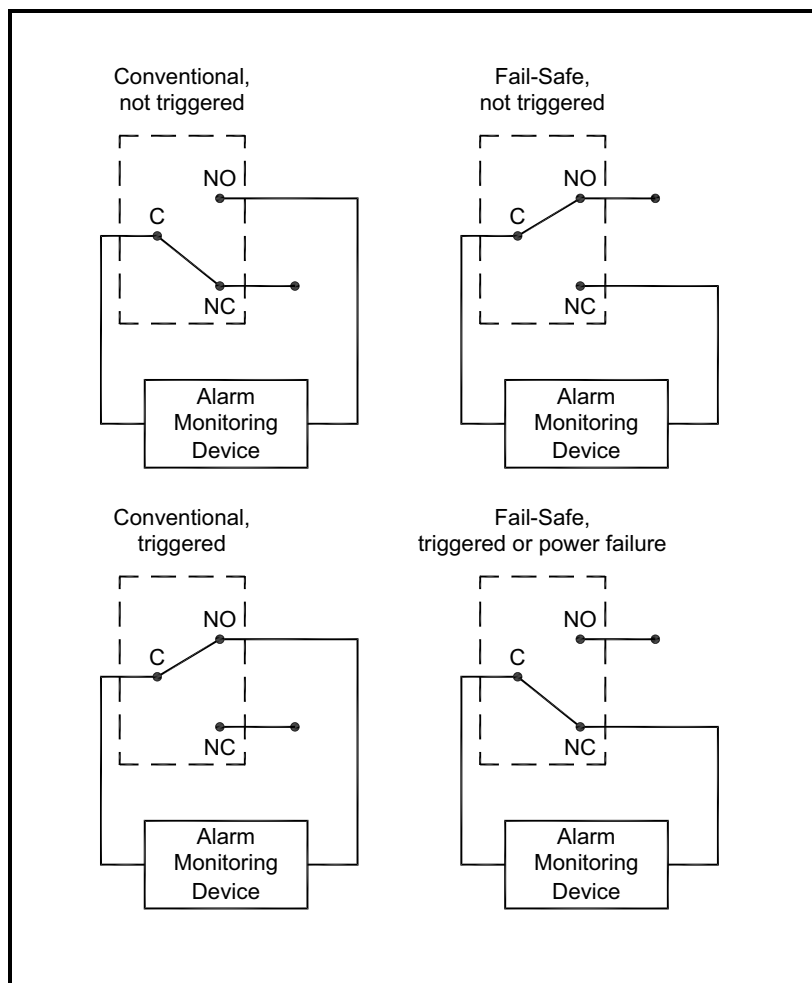 Conventional,
not triggered
NO
C
NC
Alarm
Monitoring
Device
Fail-Safe,
not triggered
NO
C
NC
Alarm
Monitoring
Device
Conventional,
triggered
NO
C
NC
Alarm
Monitoring
Device
Fail-Safe,
triggered or power failure
NO
C
NC
Alarm
Monitoring
Device